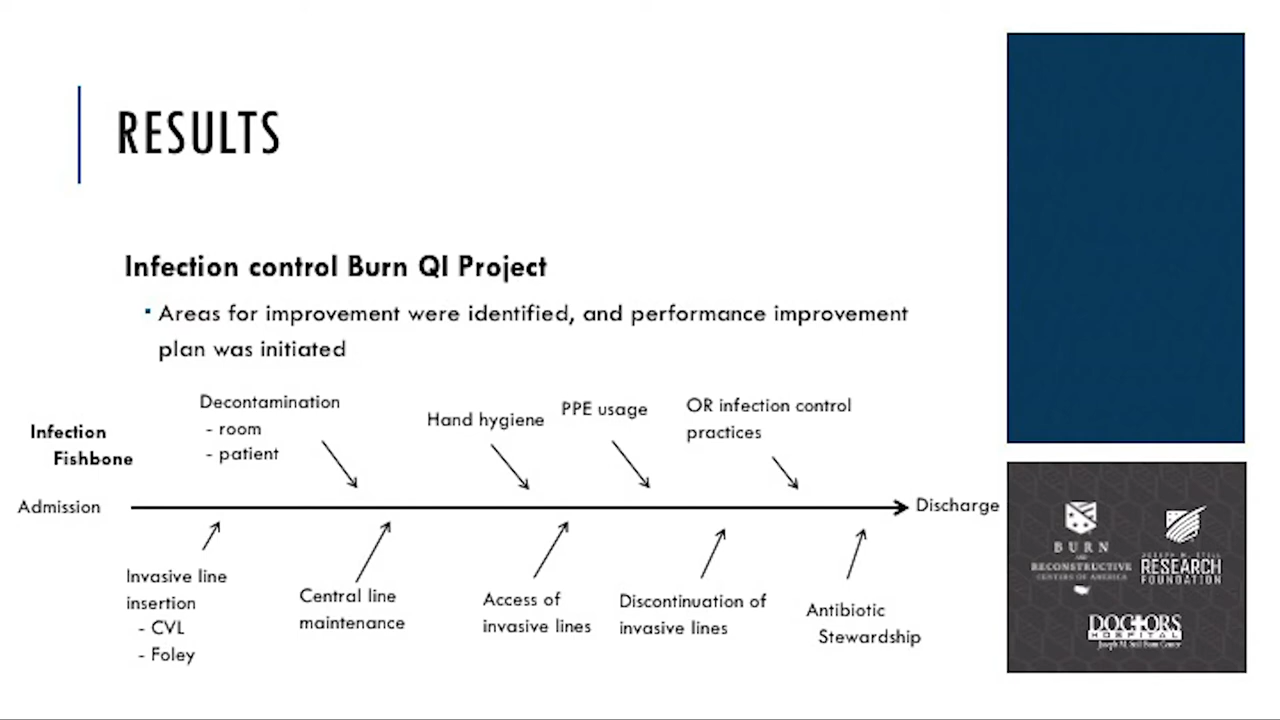 RESULTS
Infection control Burn QI Project
▪ Areas for improvement were identified, and performance improvement
plan was initiated
Infection
Fishbone
Decontamination
- room
- patient
Hand hygiene
PPE usage
OR infection control
practices
Admission
Discharge
Invasive line
insertion
- CVL
- Foley
Central line
maintenance
Access of
invasive lines
Discontinuation of
invasive lines
Antibiotic
Stewardship
BURN
AND
RECONSTRUCTIVE
CENTERS OF AMERICA
JOSEPH M. STILL
RESEARCH
FOUNDATION
DOCTORS
HOSPITAL
Joseph M. Still Burn Center